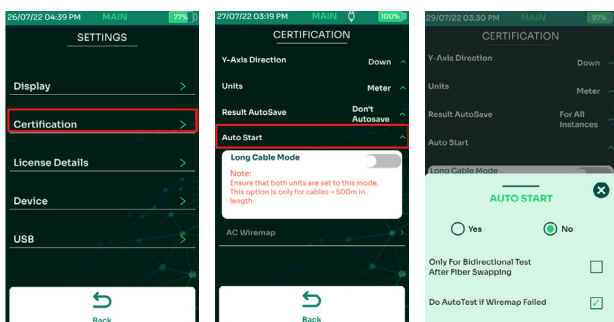 26/07/22 04:39 PM MAIN 77%
SETTINGS
Display
Certification
License Details
Device
USB
Back
27/07/22 03:19 PM MAIN 100%
CERTIFICATION
Y-Axis Direction Down
Units Meter
Result AutoSave Don't
Autosave
Auto Start
Long Cable Mode
Note:
Ensure that both units are set to this mode.
This option is only for cables > 500m in
length
AC Wiremap
Back
29/07/22 03:30 PM MAIN 97%
CERTIFICATION
Y-Axis Direction Down
Units Meter
Result AutoSave For All
Instances
Auto Start
Long Cable Mode
AUTO START
Yes No
Only For Bidirectional Test
After Fiber Swapping
Do AutoTest if Wiremap Failed